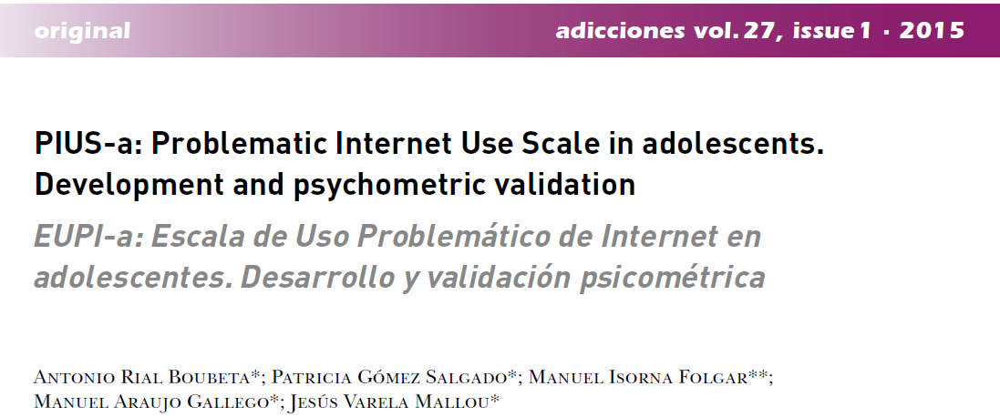 original
adicciones vol. 27, issue 1 · 2015
PIUS-a: Problematic Internet Use Scale in adolescents.
Development and psychometric validation
EUPI-a: Escala de Uso Problemático de Internet en
adolescentes. Desarrollo y validación psicométrica
Antonio Rial Boubeta*; Patricia Gómez Salgado*; Manuel Isorna Folgar**;
Manuel Araujo Gallego*; Jesús Varela Mallou*